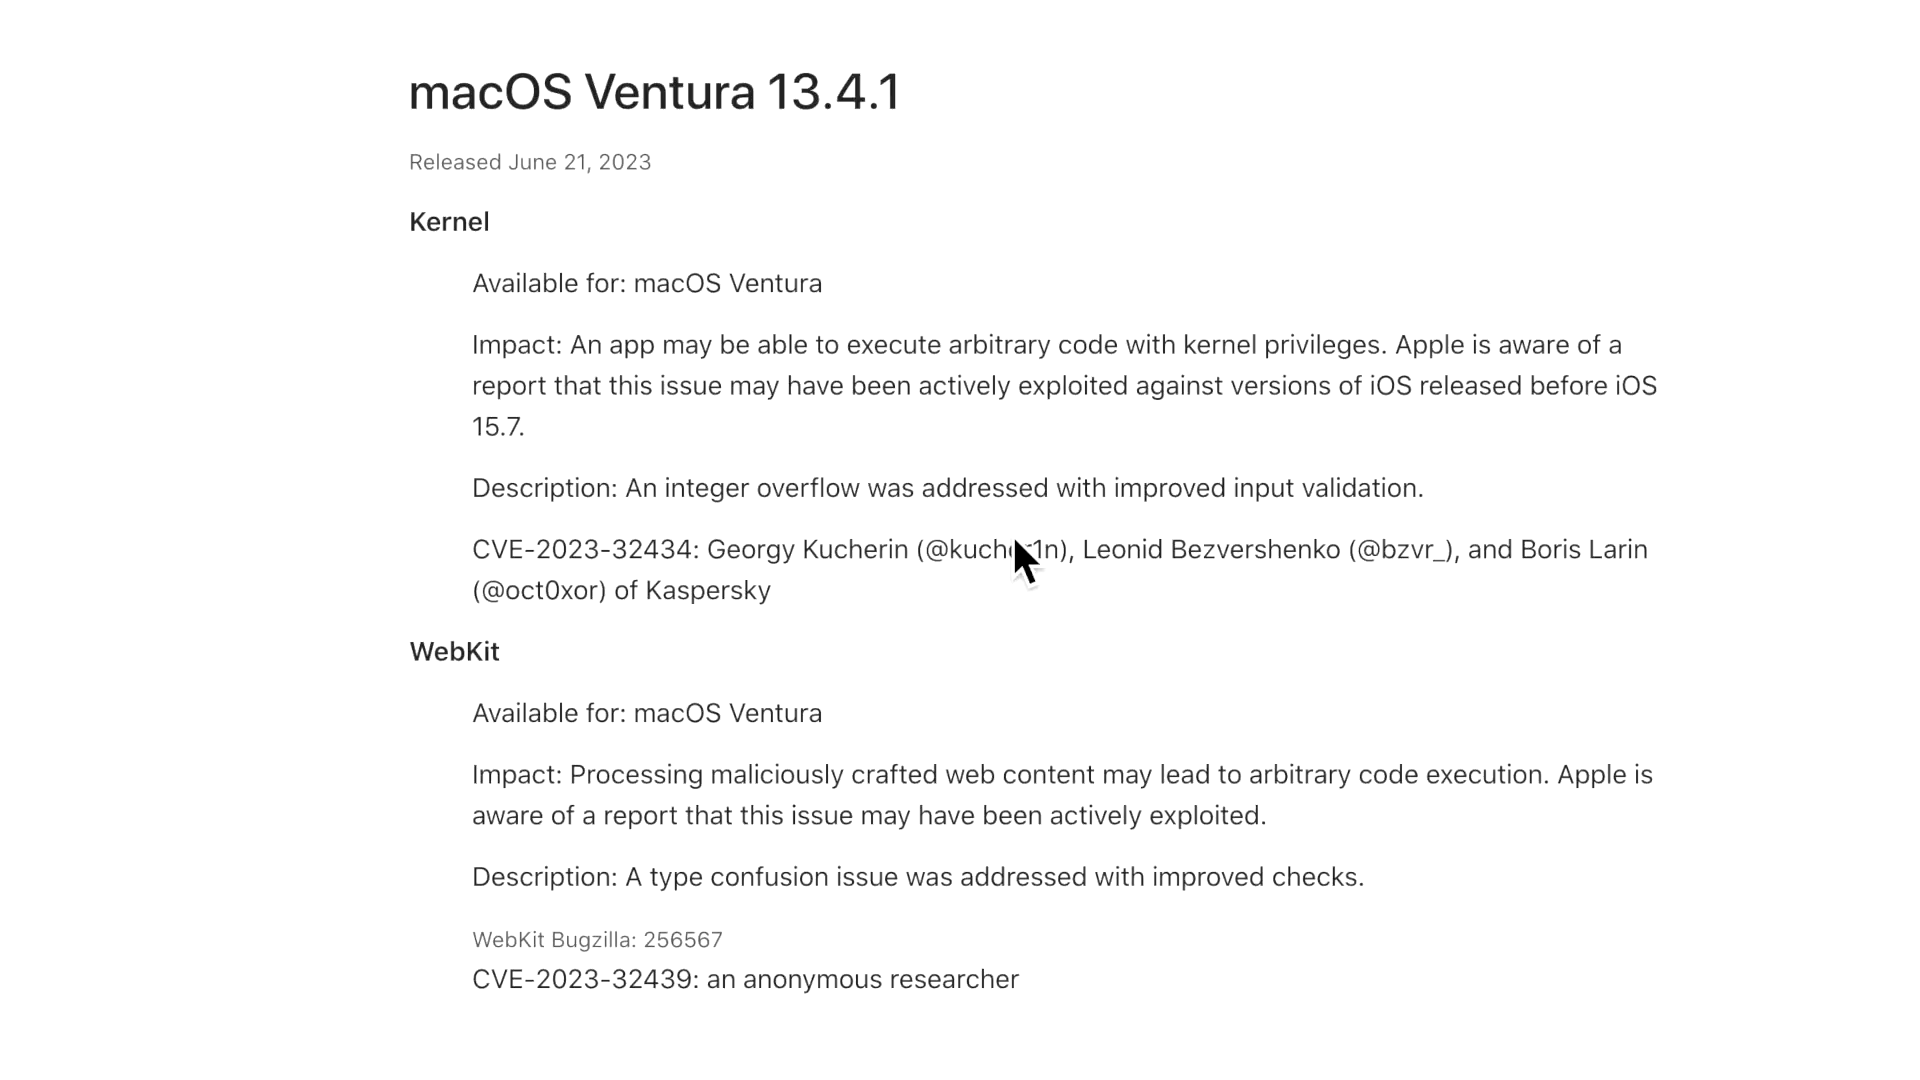 macOS Ventura 13.4.1
Released June 21, 2023
Kernel
Available for: macOS Ventura
Impact: An app may be able to execute arbitrary code with kernel privileges. Apple is aware of a
report that this issue may have been actively exploited against versions of iOS released before iOS
15.7.
Description: An integer overflow was addressed with improved input validation.
CVE-2023-32434: Georgy Kucherin (@kucher1n), Leonid Bezvershenko (@bzvr_), and Boris Larin
(@oct0xor) of Kaspersky
WebKit
Available for: macOS Ventura
Impact: Processing maliciously crafted web content may lead to arbitrary code execution. Apple is
aware of a report that this issue may have been actively exploited.
Description: A type confusion issue was addressed with improved checks.
WebKit Bugzilla: 256567
CVE-2023-32439: an anonymous researcher